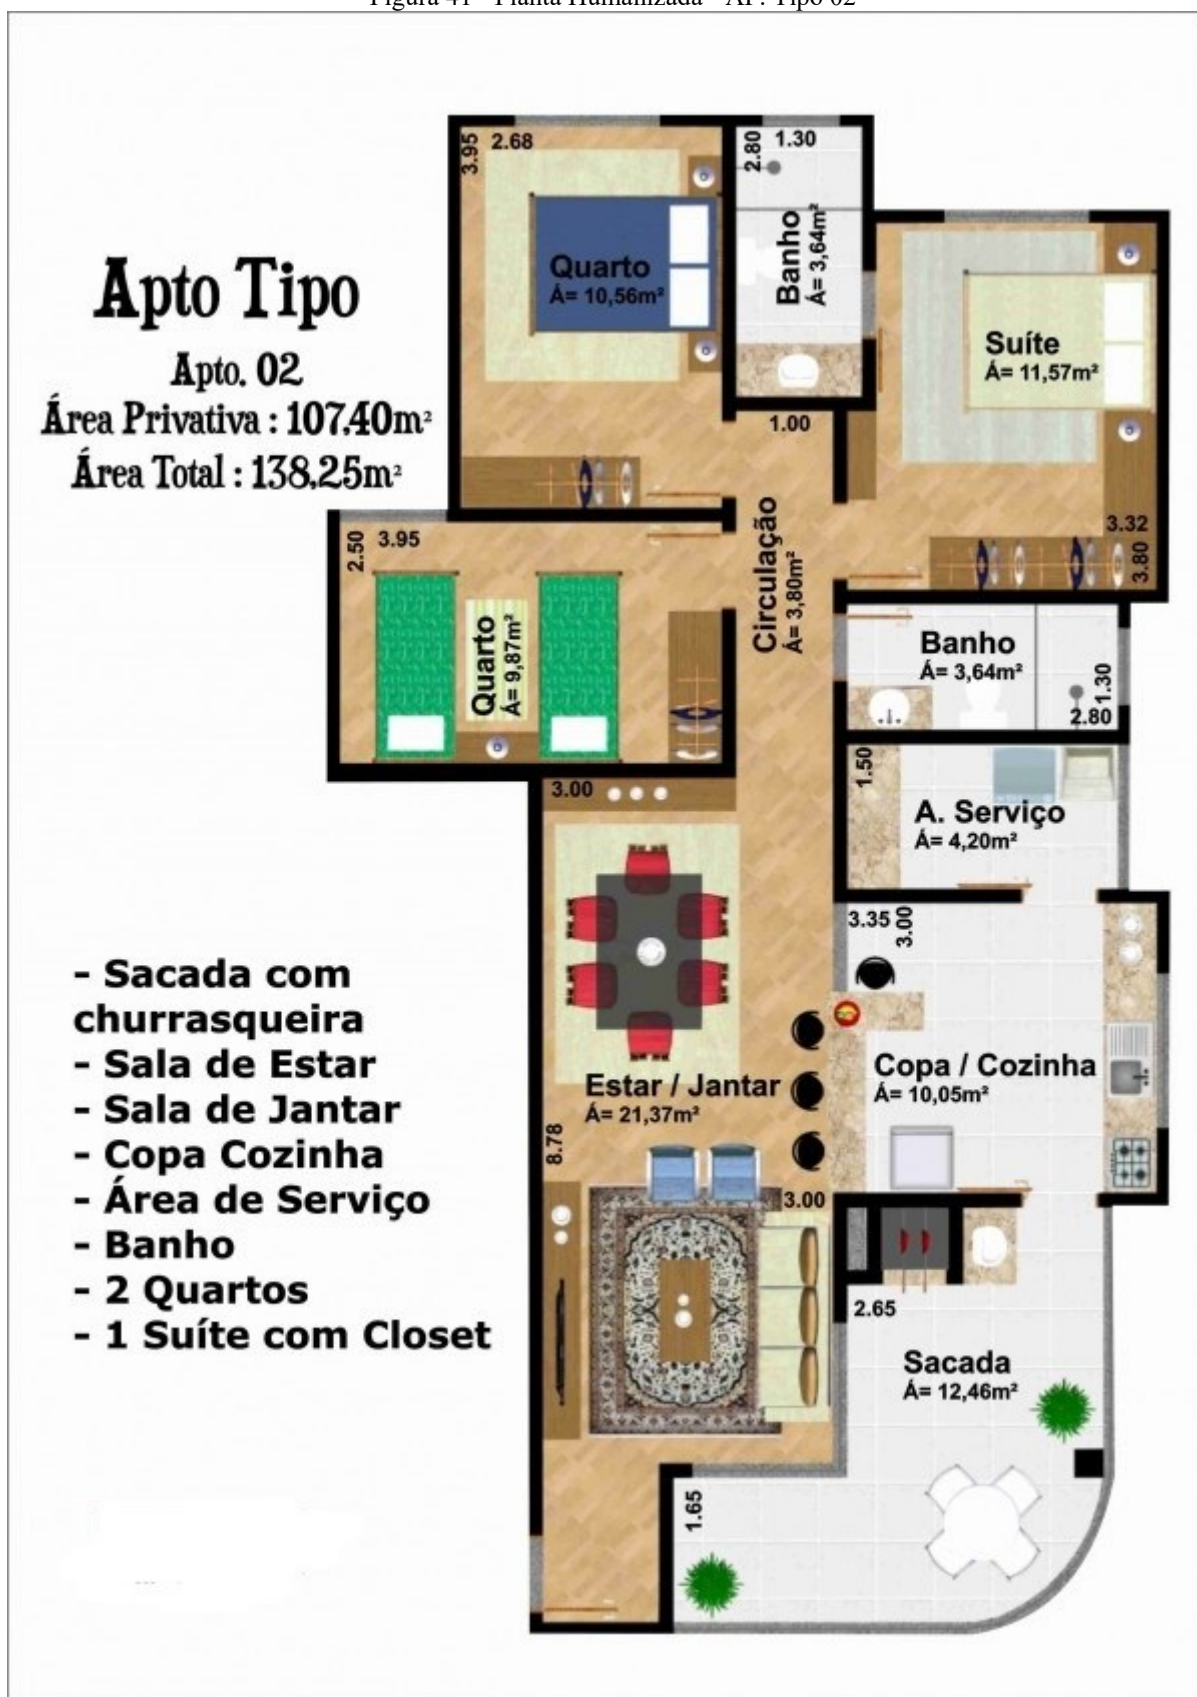 Figura 41 - Planta Humanizada - AP. Tipo 02
3.95
2.68
2.80
1.30
Quarto
Á= 10,56m²
Banho
Á= 3,64m²
Apto Tipo
Apto. 02
Área Privativa : 107,40m²
Área Total : 138,25m²
Suíte
Á= 11,57m²
1.00
3.32
3.80
2.50
3.95
Circulação
Á= 3,80m²
Quarto
Á= 9,87m²
Banho
Á= 3,64m²
1.30
2.80
3.00
1.50
A. Serviço
Á= 4,20m²
3.35
3.00
- Sacada com
churrasqueira
- Sala de Estar
- Sala de Jantar
- Copa Cozinha
- Área de Serviço
- Banho
- 2 Quartos
- 1 Suíte com Closet
Estar / Jantar
Á= 21,37m²
Copa / Cozinha
Á= 10,05m²
8.78
3.00
2.65
Sacada
Á= 12,46m²
1.65